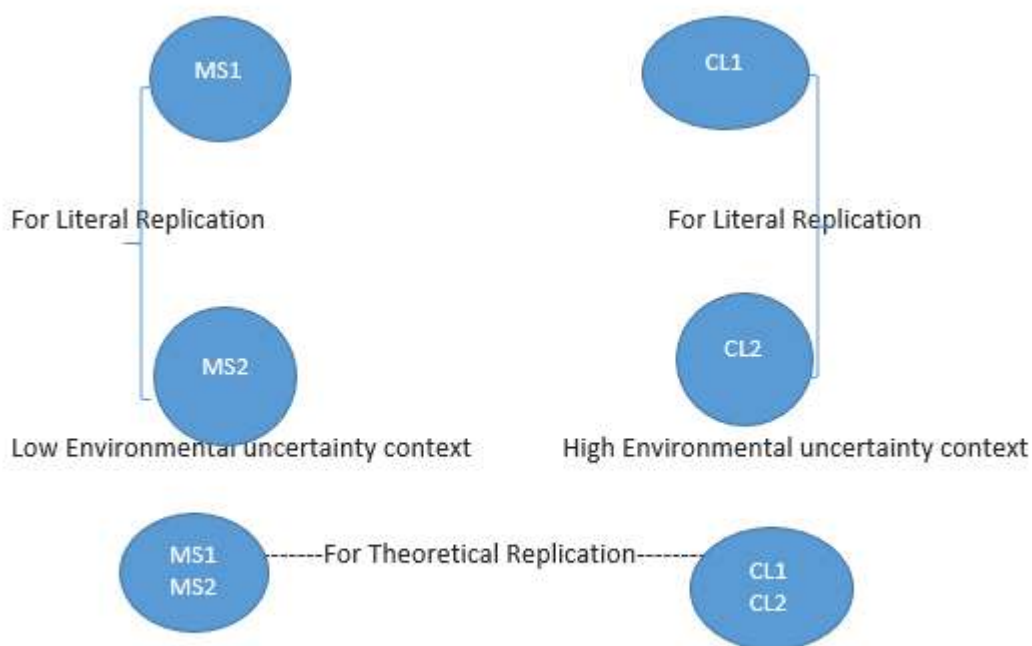 MS1
CL1
For Literal Replication
For Literal Replication
MS2
CL2
Low Environmental uncertainty context
High Environmental uncertainty context
MS1
MS2
-------For Theoretical Replication--------
CL1
CL2